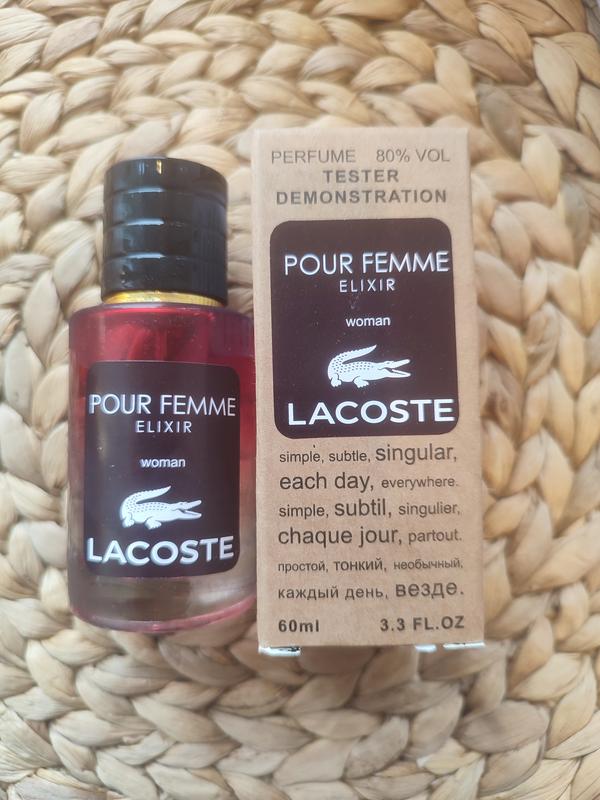 POUR FEMME
ELIXIR
woman
LACOSTE
PERFUME 80% VOL
TESTER
DEMONSTRATION
POUR FEMME
ELIXIR
woman
LACOSTE
simple, subtle, singular,
each day, everywhere.
simple, subtil, singulier,
chaque jour, partout.
простой, тонкий, необычный,
каждый день, везде.
60ml 3.3 FL.OZ